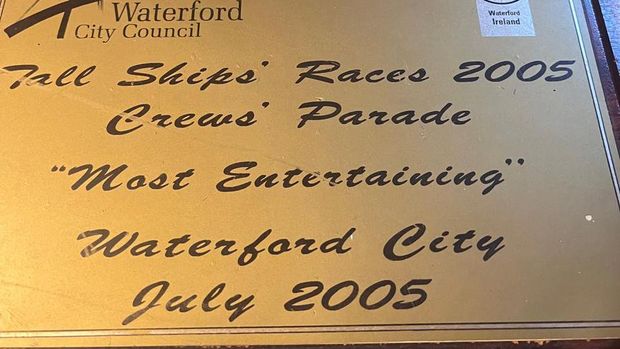 Waterford
City Council
Waterford
Ireland
Tall Ships' Races 2005
Crews' Parade
"Most Entertaining"
Waterford City
July 2005